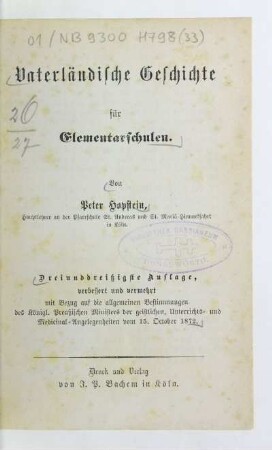 01/NB 9300 H798(33)
Vaterländische Geschichte
für
Elementarschulen.
26
27
Von
Peter Hopstein,
Hauptlehrer an der Pfarrschule St. Andreas und St. Mariä Himmelfahrt
in Köln.
Dreiunddreißigste Auflage,
verbessert und vermehrt
mit Bezug auf die allgemeinen Bestimmungen
des Königl. Preußischen Ministers der geistlichen, Unterrichts- und
Medicinal-Angelegenheiten vom 15. October 1872.
Druck und Verlag
von J. P. Bachem in Köln.